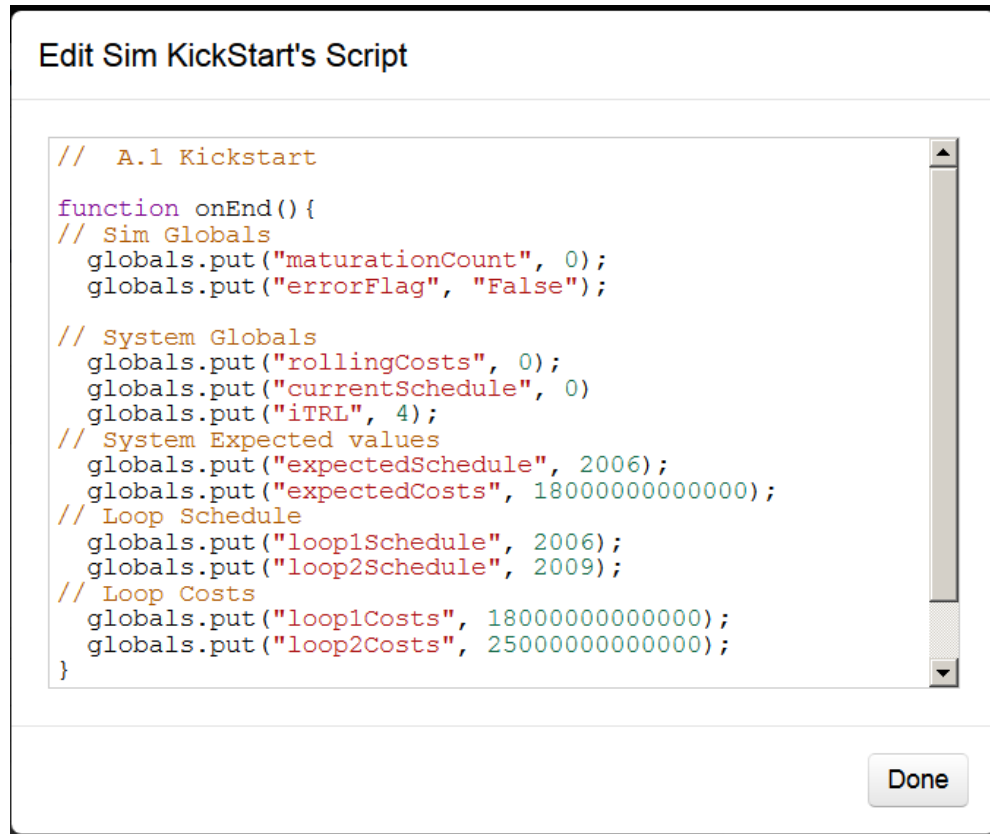 Edit Sim KickStart's Script
//  A.1 Kickstart
function onEnd(){
// Sim Globals
  globals.put("maturationCount", 0);
  globals.put("errorFlag", "False");
// System Globals
  globals.put("rollingCosts", 0);
  globals.put("currentSchedule", 0)
  globals.put("iTRL", 4);
// System Expected values
  globals.put("expectedSchedule", 2006);
  globals.put("expectedCosts", 18000000000000);
// Loop Schedule
  globals.put("loop1Schedule", 2006);
  globals.put("loop2Schedule", 2009);
// Loop Costs
  globals.put("loop1Costs", 18000000000000);
  globals.put("loop2Costs", 25000000000000);
}
Done